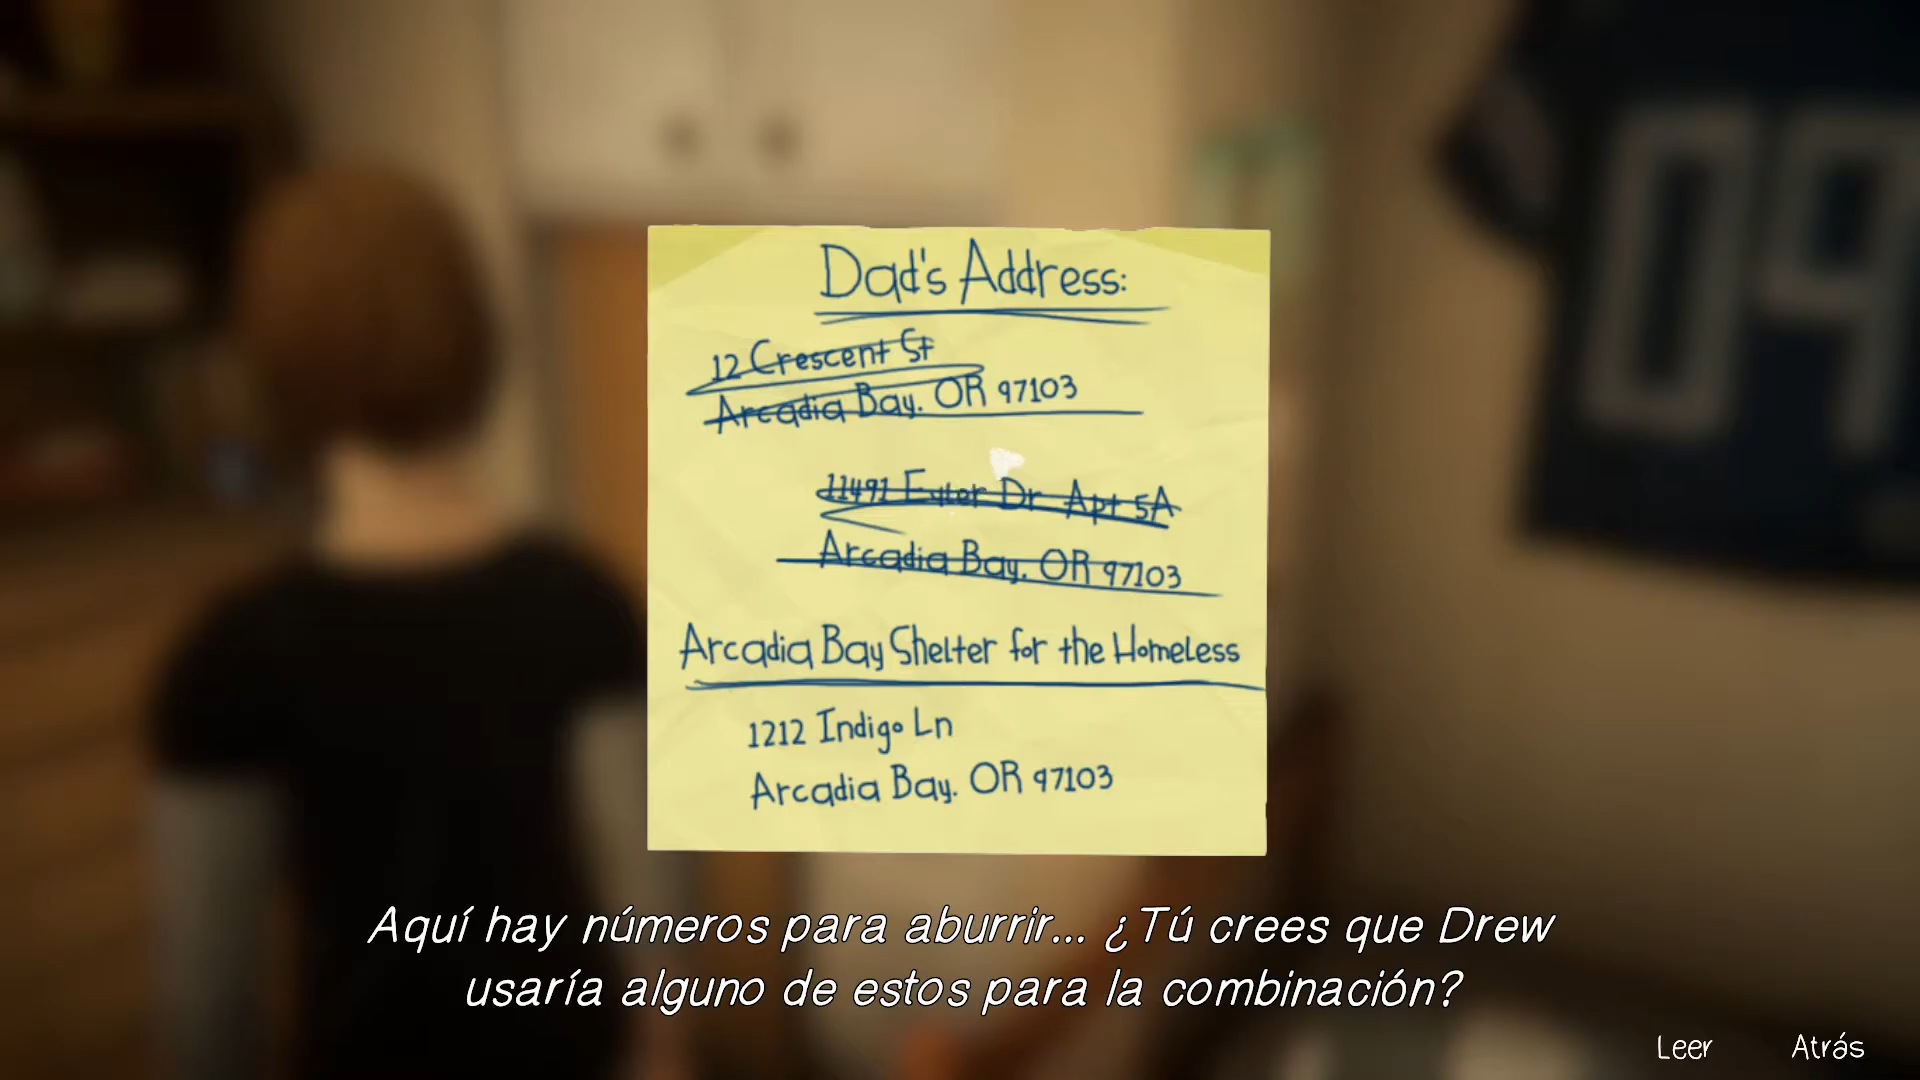 Dad's Address:
12 Crescent St
Arcadia Bay. OR 97103
11491 Eyler Dr Apt 5A
Arcadia Bay. OR 97103
Arcadia Bay Shelter for the Homeless
1212 Indigo Ln
Arcadia Bay. OR 97103
09
Aquí hay números para aburrir... ¿Tú crees que Drew
usaría alguno de estos para la combinación?
Leer Atrás